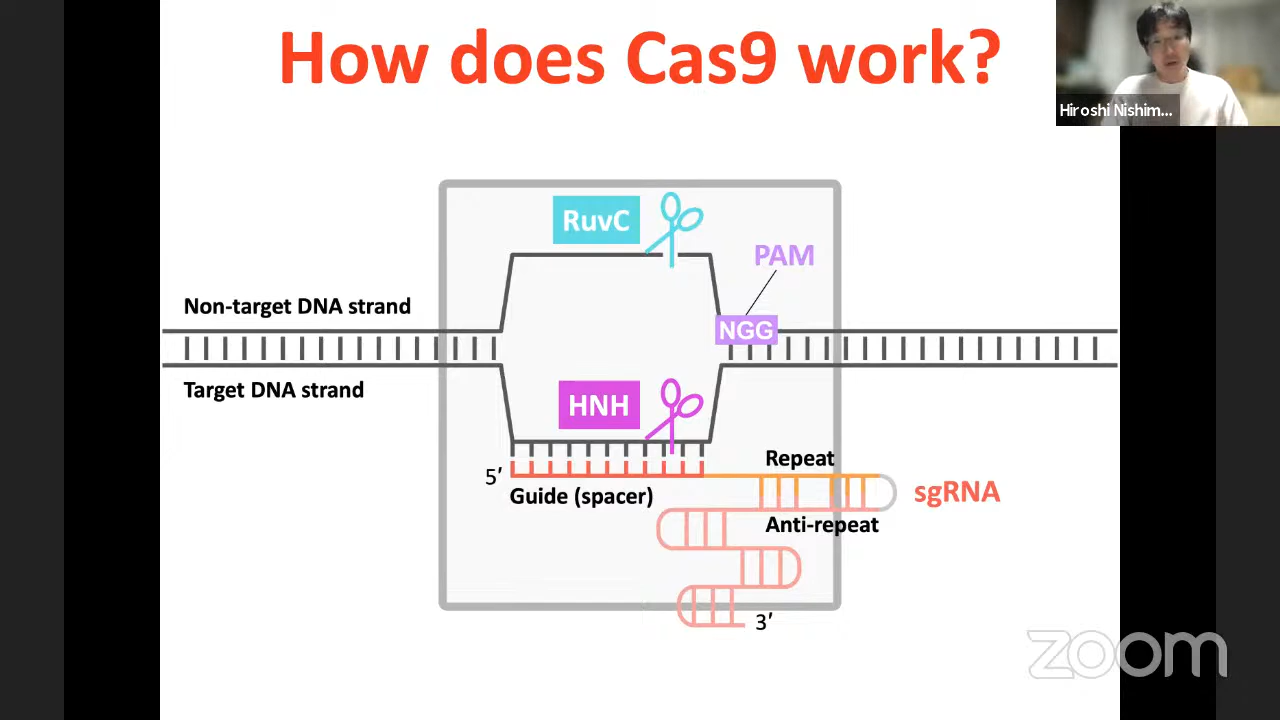 How does Cas9 work?
Hiroshi Nishim...
RuvC
PAM
Non-target DNA strand
NGG
Target DNA strand
HNH
Repeat
5′
Guide (spacer)
sgRNA
Anti-repeat
3′
zoom